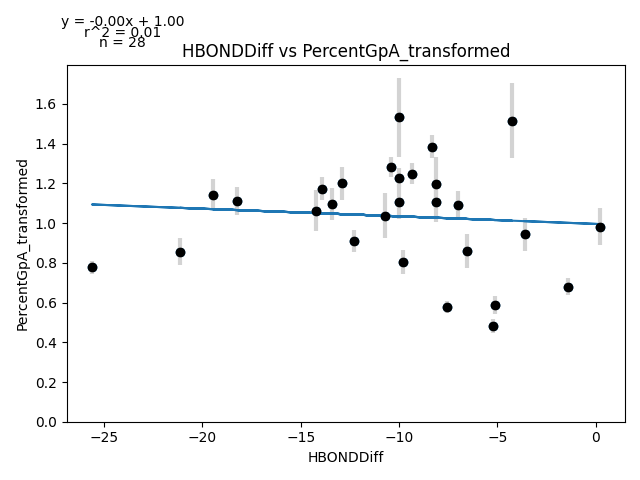 y = -0.00x + 1.00
r^2 = 0.01
n = 28
HBONDDiff vs PercentGpA_transformed
PercentGpA_transformed
1.6
1.4
1.2
1.0
0.8
0.6
0.4
0.2
0.0
−25 −20 −15 −10 −5 0
HBONDDiff